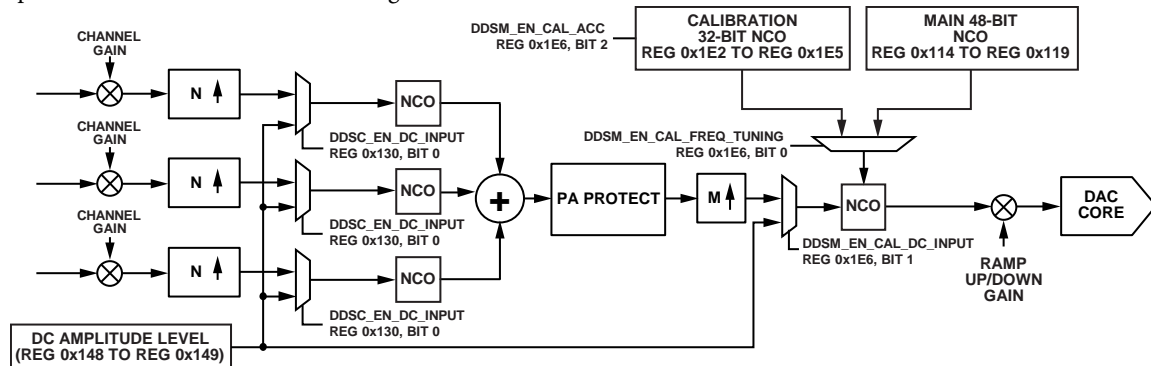 CHANNEL
GAIN
N
DDSC_EN_DC_INPUT
REG 0x130, BIT 0
NCO
CHANNEL
GAIN
N
DDSC_EN_DC_INPUT
REG 0x130, BIT 0
NCO
CHANNEL
GAIN
N
DDSC_EN_DC_INPUT
REG 0x130, BIT 0
NCO
DC AMPLITUDE LEVEL
(REG 0x148 TO REG 0x149)
+
PA PROTECT
M
DDSM_EN_CAL_ACC
REG 0x1E6, BIT 2
CALIBRATION
32-BIT NCO
REG 0x1E2 TO REG 0x1E5
MAIN 48-BIT
NCO
REG 0x114 TO REG 0x119
DDSM_EN_CAL_FREQ_TUNING
REG 0x1E6, BIT 0
NCO
DDSM_EN_CAL_DC_INPUT
REG 0x1E6, BIT 1
RAMP
UP/DOWN
GAIN
DAC
CORE